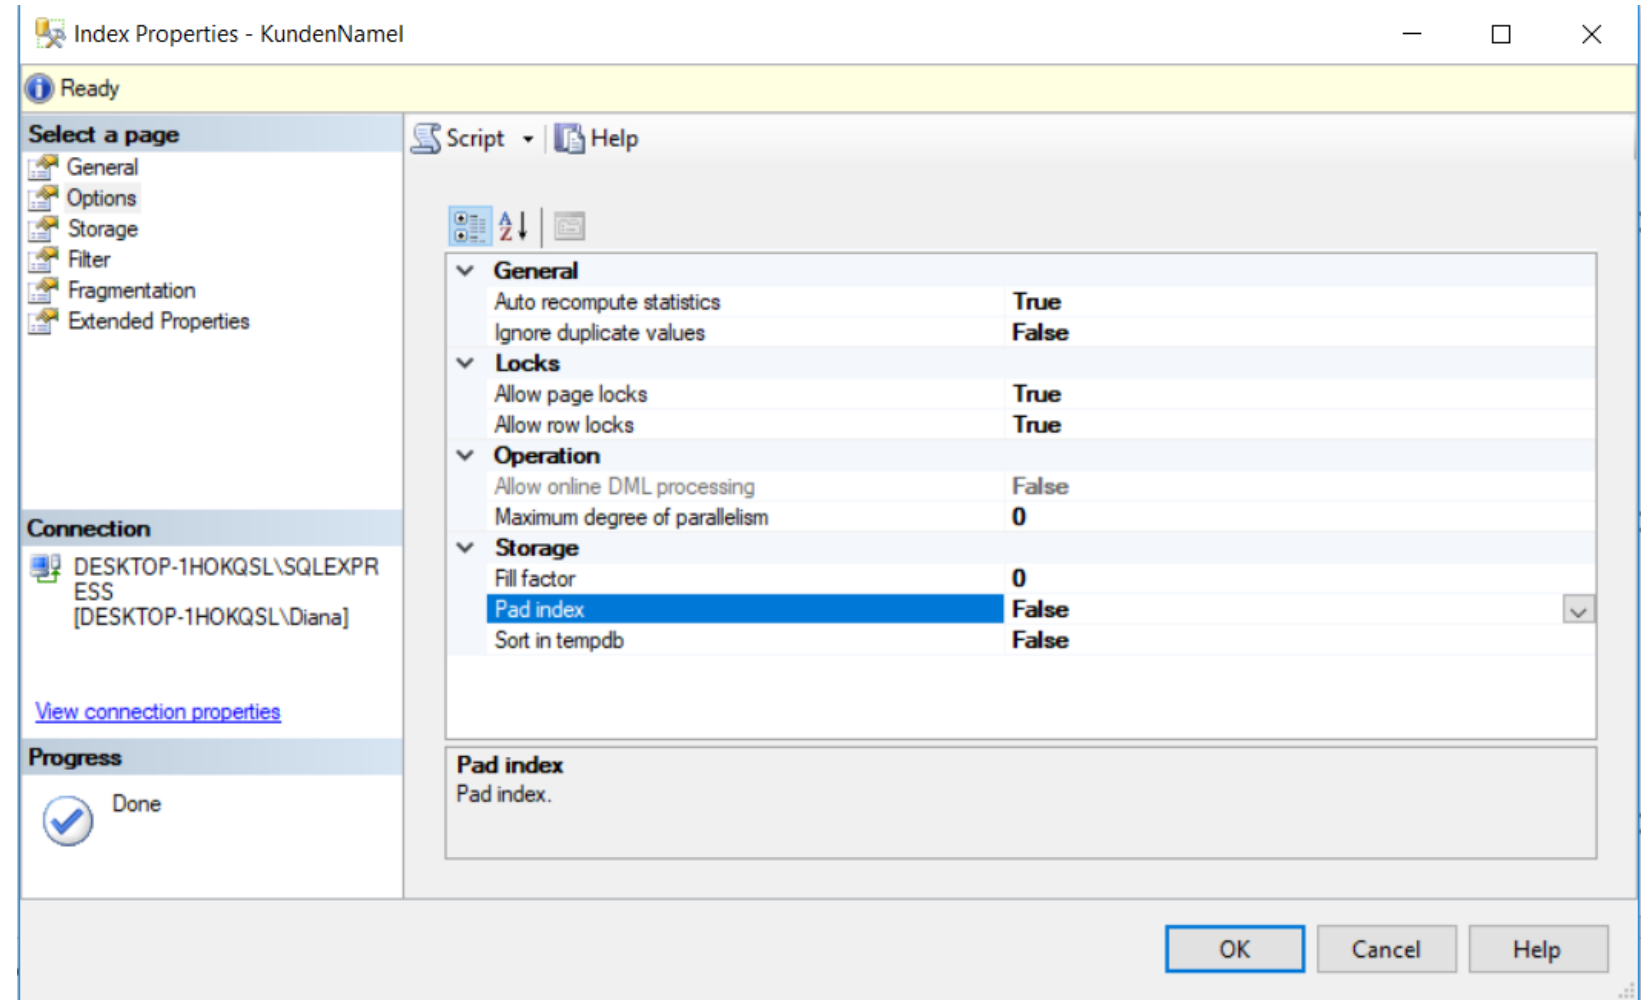 Index Properties - KundenNameI
Ready
Select a page
General
Options
Storage
Filter
Fragmentation
Extended Properties
Connection
DESKTOP-1HOKQSL\SQLEXPR
ESS
[DESKTOP-1HOKQSL\Diana]
View connection properties
Progress
Done
Script Help
General
Auto recompute statistics True
Ignore duplicate values False
Locks
Allow page locks True
Allow row locks True
Operation
Allow online DML processing False
Maximum degree of parallelism 0
Storage
Fill factor 0
Pad index False
Sort in tempdb False
Pad index
Pad index.
OK Cancel Help